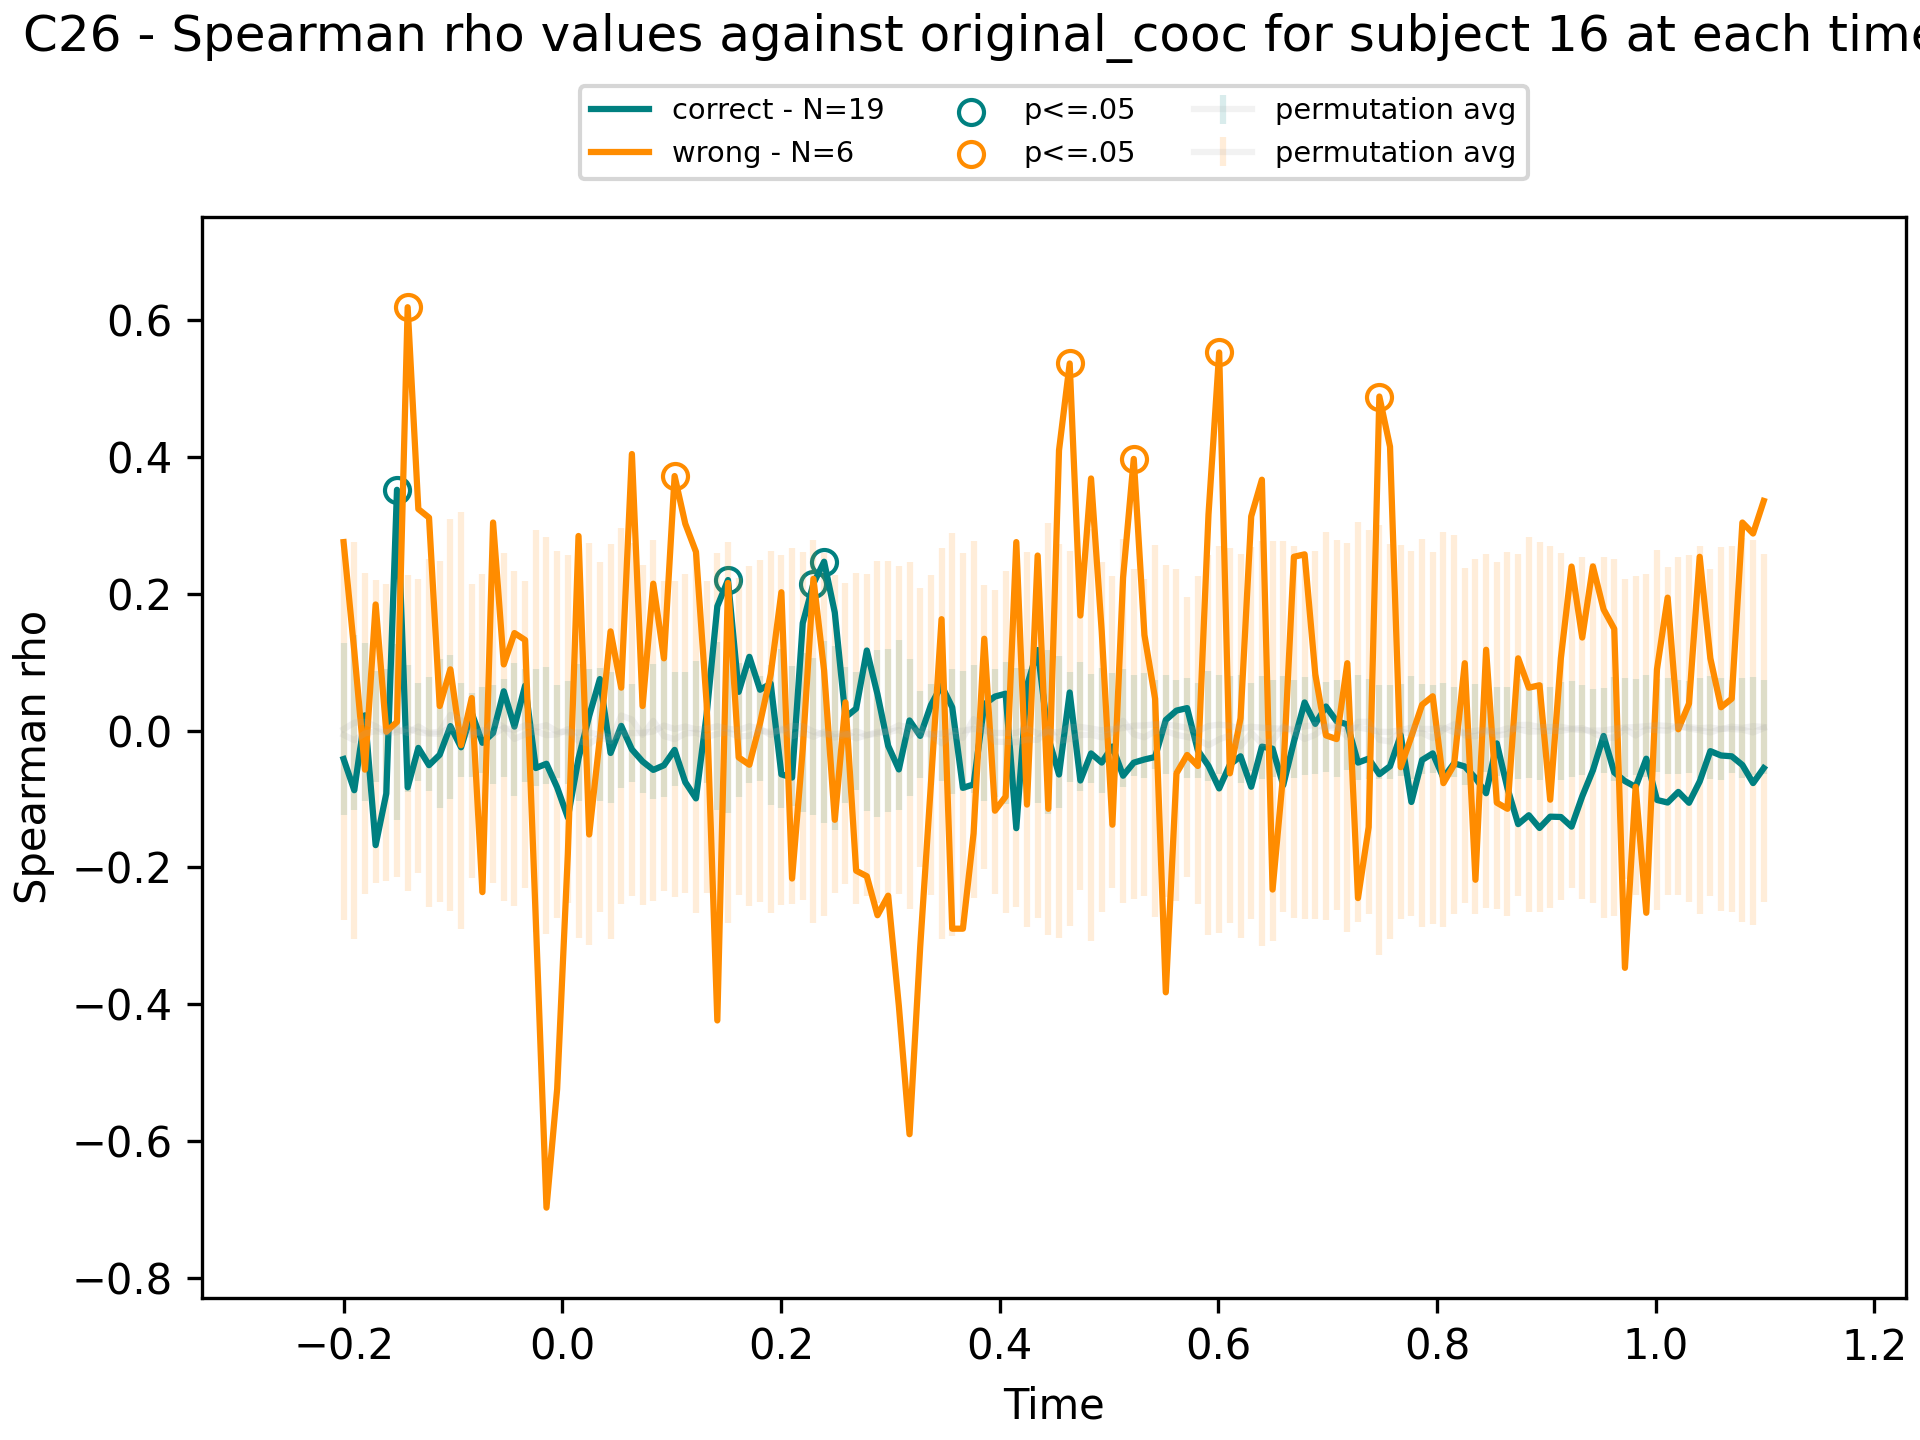 C26 - Spearman rho values against original_cooc for subject 16 at each time
correct - N=19 p<=.05 permutation avg
wrong - N=6 p<=.05 permutation avg
Spearman rho
0.6
0.4
0.2
0.0
−0.2
−0.4
−0.6
−0.8
−0.2 0.0 0.2 0.4 0.6 0.8 1.0 1.2
Time